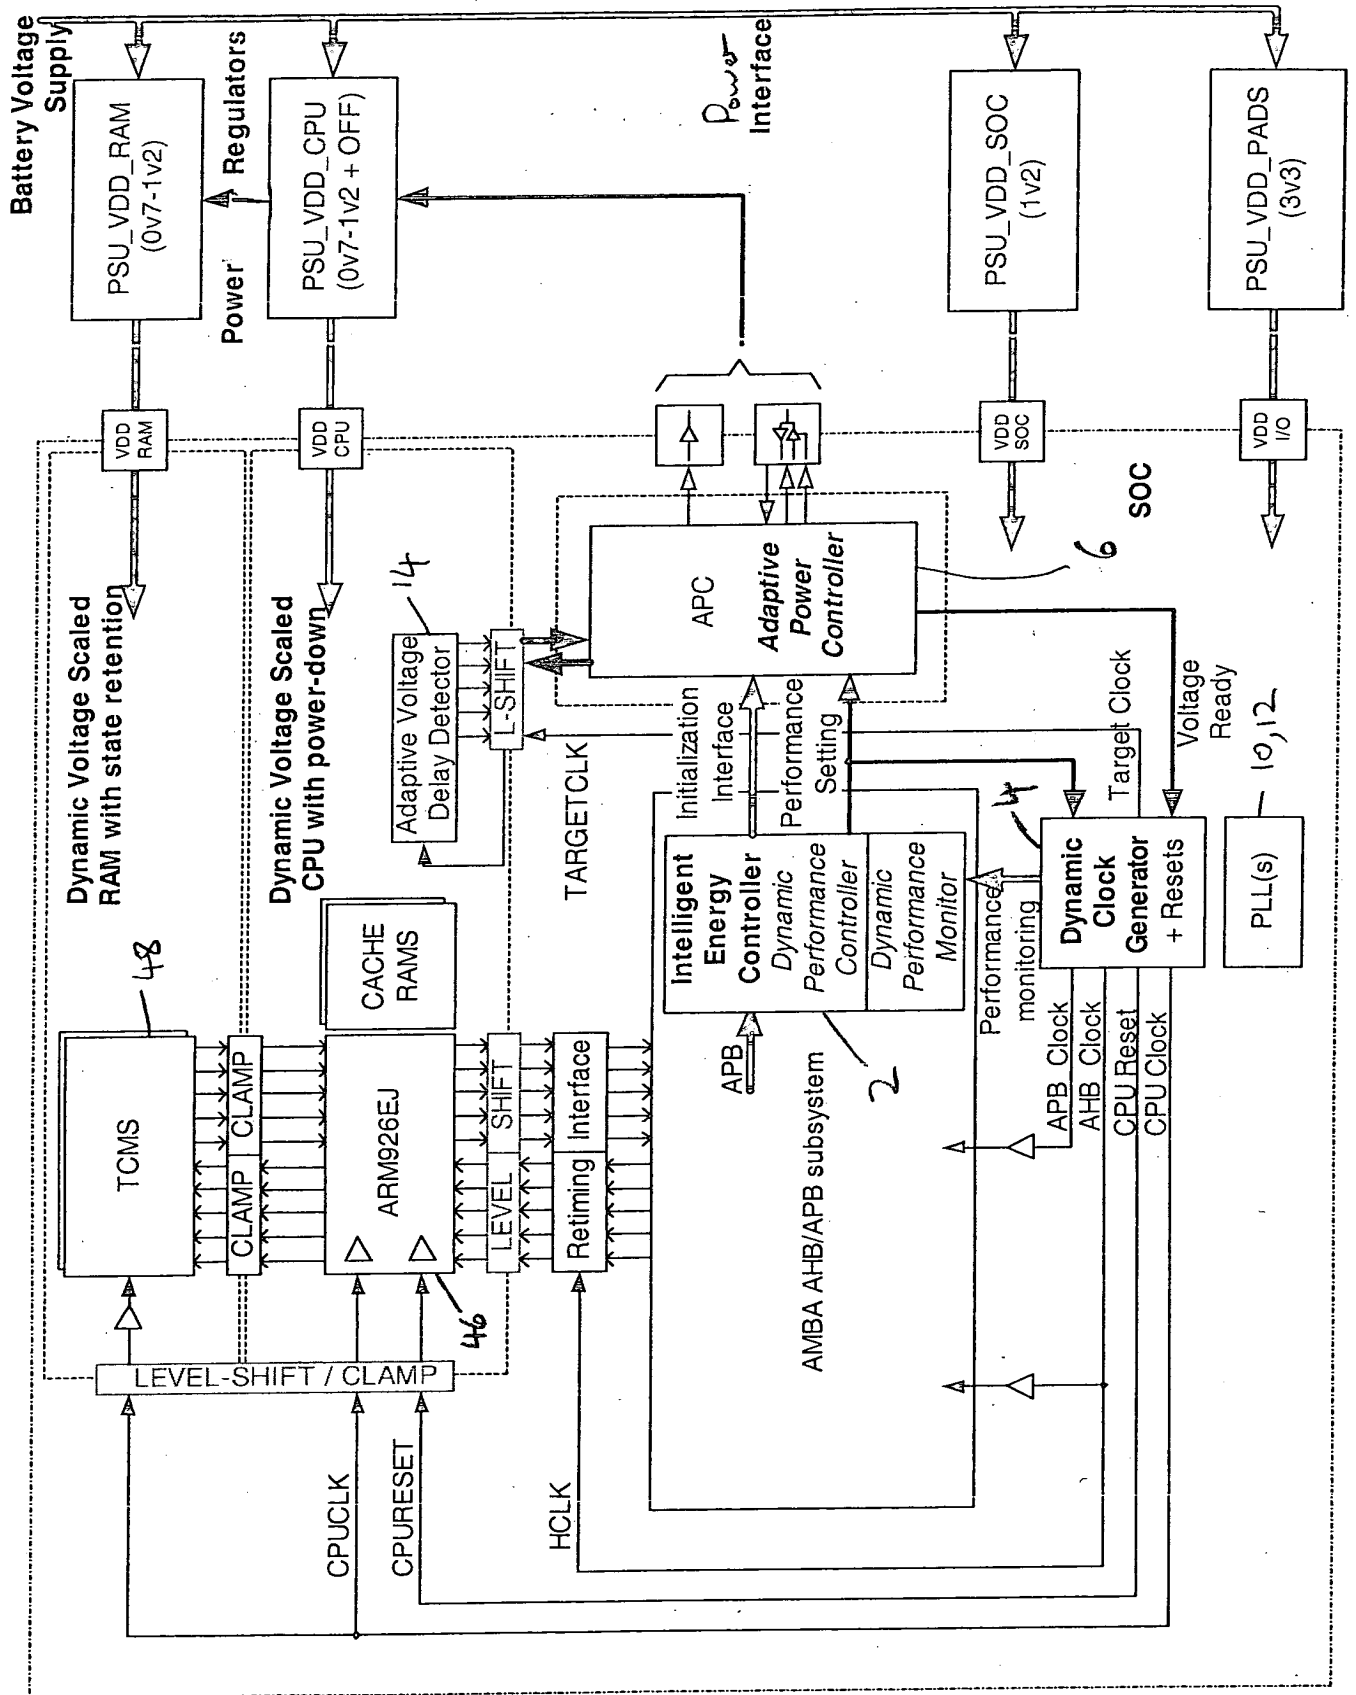 Battery Voltage
Supply
PSU_VDD_RAM
(0v7-1v2)
Power
Regulators
PSU_VDD_CPU
(0v7-1v2 + OFF)
Power
Interface
PSU_VDD_SOC
(1v2)
PSU_VDD_PADS
(3v3)
VDD
RAM
VDD
CPU
VDD
SOC
VDD
I/O
SOC
Dynamic Voltage Scaled
RAM with state retention
Dynamic Voltage Scaled
CPU with power-down
14
Adaptive Voltage
Delay Detector
L-SHIFT
TARGETCLK
APC
Adaptive
Power
Controller
6
Initialization
Interface
Performance
Setting
Target Clock
Voltage
Ready
10,12
PLL(s)
4
Dynamic
Clock
Generator
+ Resets
Intelligent
Energy
Controller
Dynamic
Performance
Controller
Dynamic
Performance
Monitor
Performance
monitoring
APB Clock
AHB Clock
CPU Reset
CPU Clock
APB
2
AMBA AHB/APB subsystem
48
TCMS
CACHE
RAMS
CLAMP
CLAMP
ARM926EJ
46
LEVEL
SHIFT
Retiming
Interface
LEVEL-SHIFT / CLAMP
CPUCLK
CPURESET
HCLK